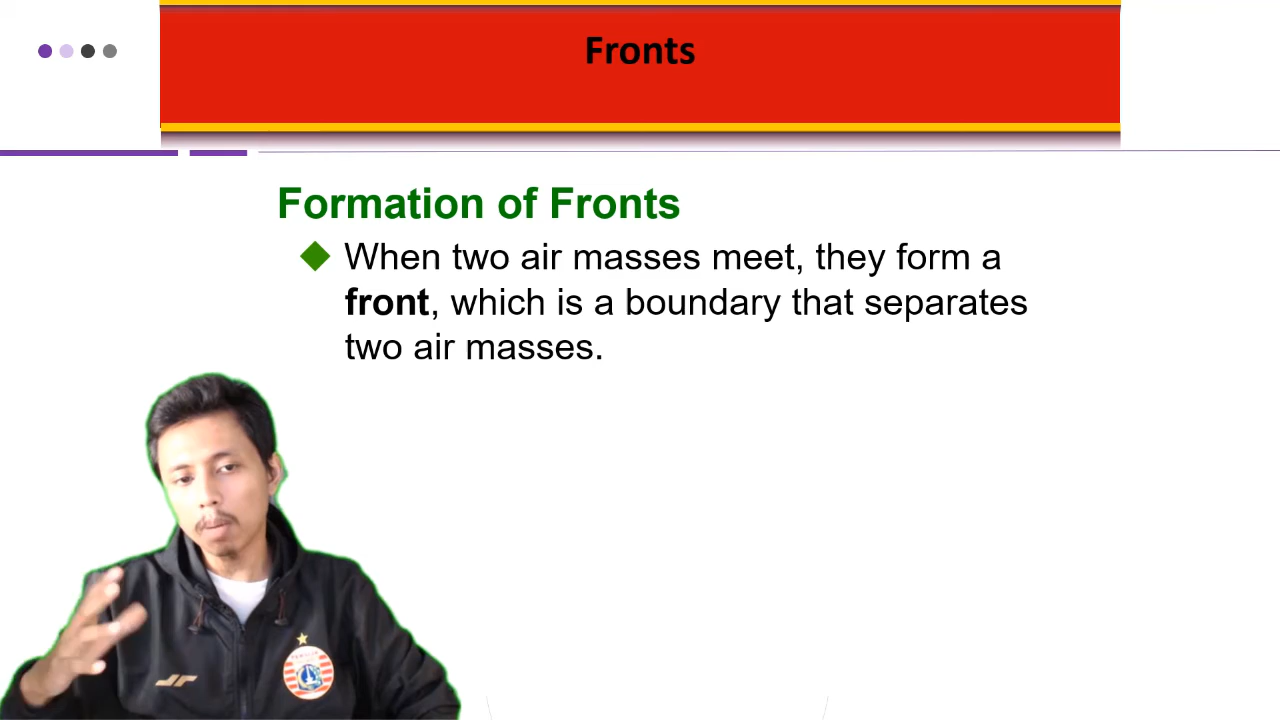 Fronts
Formation of Fronts
When two air masses meet, they form a
front, which is a boundary that separates
two air masses.